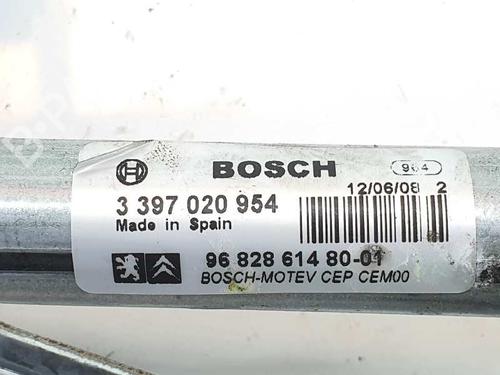 BOSCH 964
12/06/08 2
3 397 020 954
Made in Spain
96 828 614 80-01
BOSCH-MOTEV CEP CEM00